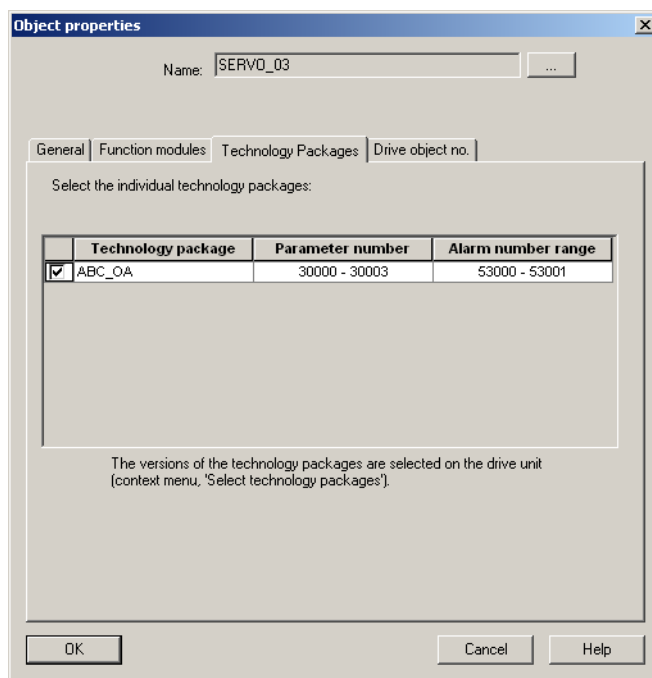 Object properties
Name: SERVO_03 ...
General Function modules Technology Packages Drive object no.
Select the individual technology packages:
Technology package Parameter number Alarm number range
ABC_OA 30000 - 30003 53000 - 53001
The versions of the technology packages are selected on the drive unit
(context menu, 'Select technology packages').
OK Cancel Help